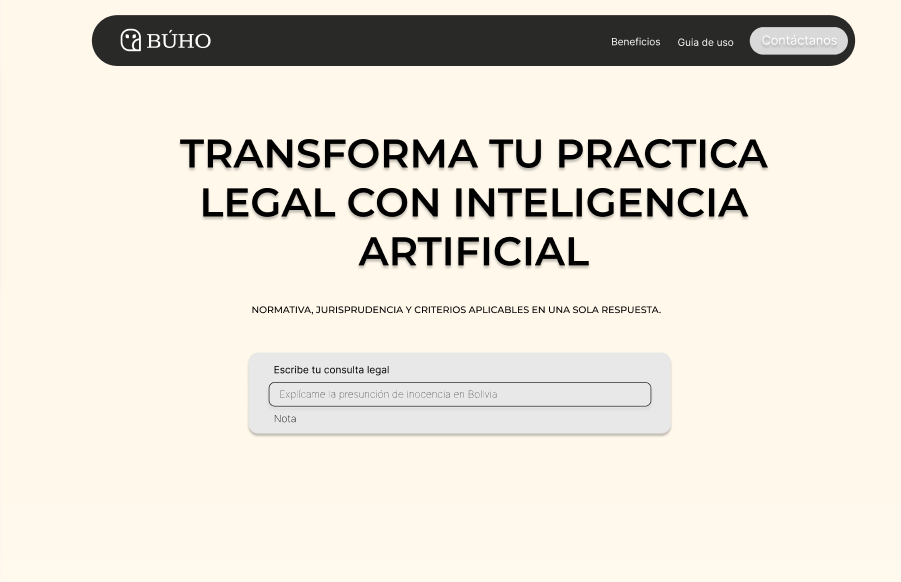 BÚHO
Beneficios
Guia de uso
Contáctanos
TRANSFORMA TU PRACTICA
LEGAL CON INTELIGENCIA
ARTIFICIAL
NORMATIVA, JURISPRUDENCIA Y CRITERIOS APLICABLES EN UNA SOLA RESPUESTA.
Escribe tu consulta legal
Explícame la presunción de inocencia en Bolivia
Nota